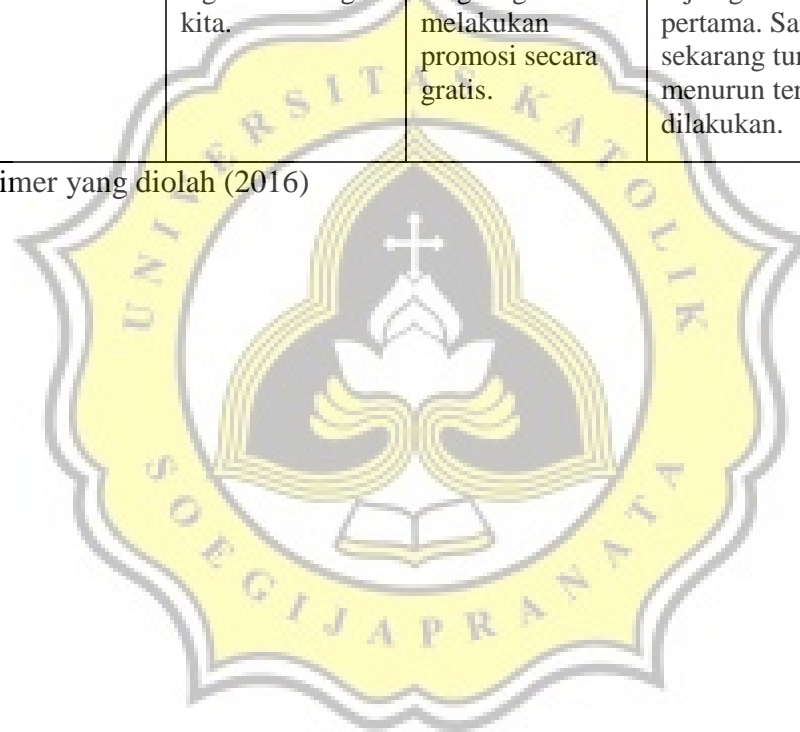 kita.
melakukan
promosi secara
gratis.
pertama. Sa
sekarang tur
menurun ter
dilakukan.
imer yang diolah (2016)
UNIVERSITAS KATOLIK
SOEGIJAPRANATA